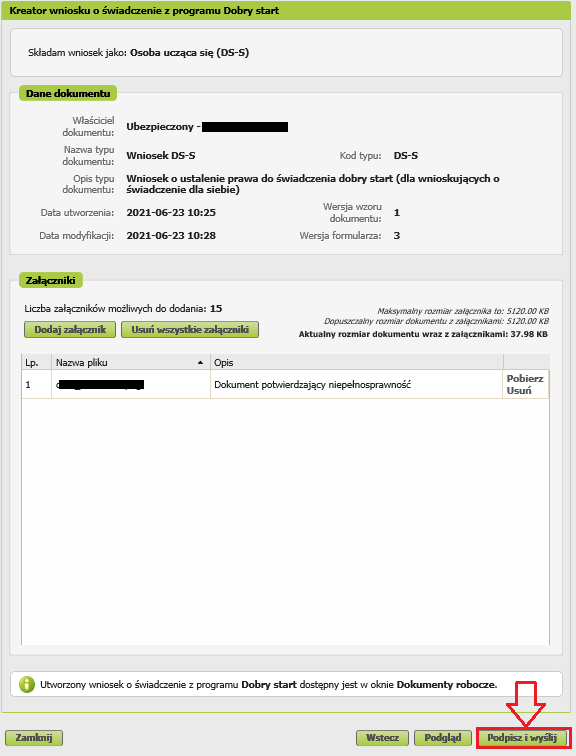 Kreator wniosku o świadczenie z programu Dobry start
Składam wniosek jako: Osoba ucząca się (DS-S)
Dane dokumentu
Właściciel
dokumentu:
Ubezpieczony -
Nazwa typu
dokumentu:
Wniosek DS-S
Kod typu: DS-S
Opis typu
dokumentu:
Wniosek o ustalenie prawa do świadczenia dobry start (dla wnioskujących o
świadczenie dla siebie)
Data utworzenia: 2021-06-23 10:25
Wersja wzoru
dokumentu:
1
Data modyfikacji: 2021-06-23 10:28
Wersja formularza: 3
Załączniki
Liczba załączników możliwych do dodania: 15
Maksymalny rozmiar załącznika to: 5120.00 KB
Dopuszczalny rozmiar dokumentu z załącznikami: 5120.00 KB
Dodaj załącznik Usuń wszystkie załączniki
Aktualny rozmiar dokumentu wraz z załącznikami: 37.98 KB
Lp. Nazwa pliku Opis
1 Dokument potwierdzający niepełnosprawność
Pobierz
Usuń
Utworzony wniosek o świadczenie z programu Dobry start dostępny jest w oknie Dokumenty robocze.
Zamknij Wstecz Podgląd Podpisz i wyślij